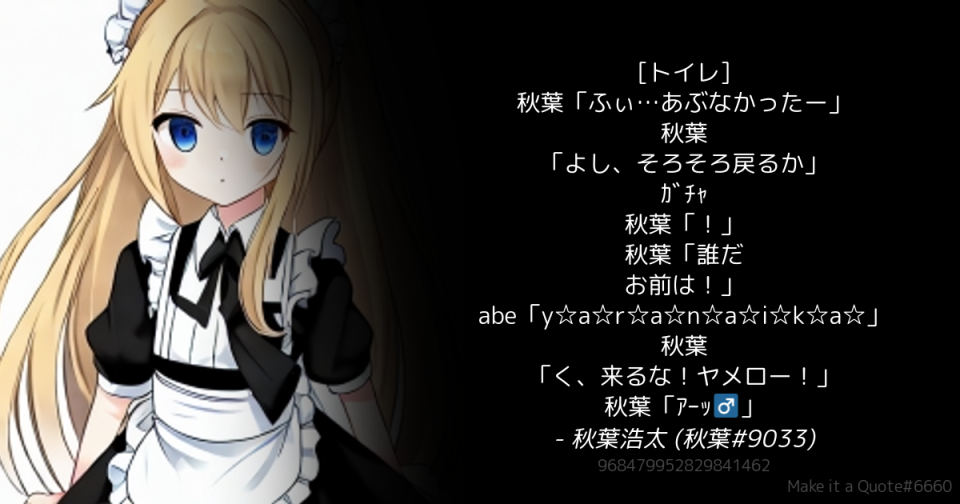 [トイレ]
秋葉「ふぃ…あぶなかったー」
秋葉
「よし、そろそろ戻るか」
ｶﾞﾁｬ
秋葉「！」
秋葉「誰だ
お前は！」
abe「y☆a☆r☆a☆n☆a☆i☆k☆a☆」
秋葉
「く、来るな！ヤメロー！」
秋葉「ｱｰｯ♂️」
- 秋葉浩太 (秋葉#9033)
968479952829841462
Make it a Quote#6660